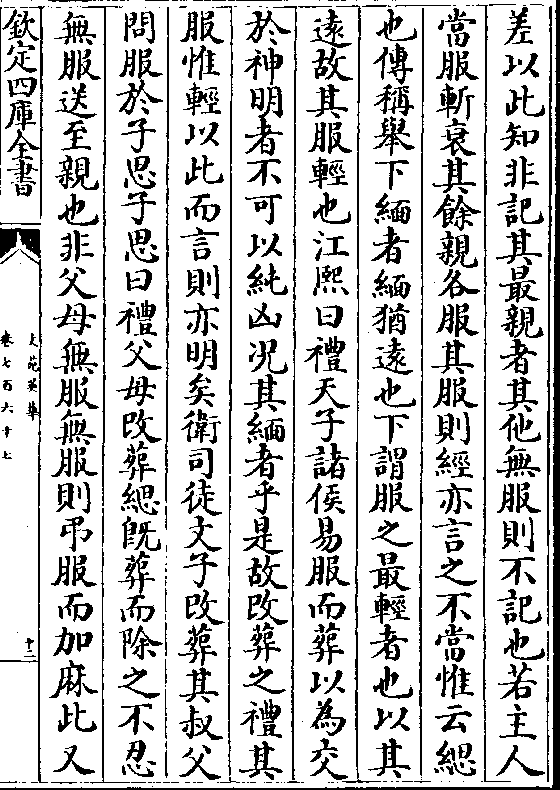 差以此知非記其最親者其他無服則不記也若主人
當服斬衰其餘親各服其服則經亦言之不當惟云緦
也傳稱舉下緬者緬猶遠也下謂服之最輕者也以其
遠故其服輕也江熙曰禮天子諸侯易服而葬以為交
於神明者不可以純凶况其緬者乎是故改葬之禮其
服惟輕以此而言則亦明矣衛司徒文子改葬其叔父
問服於子思子思曰禮父母改葬緦旣葬而除之不忍
無服送至親也非父母無服無服則弔服而加麻此又
欽定四庫全書
文苑英華
卷七百六十七
十二